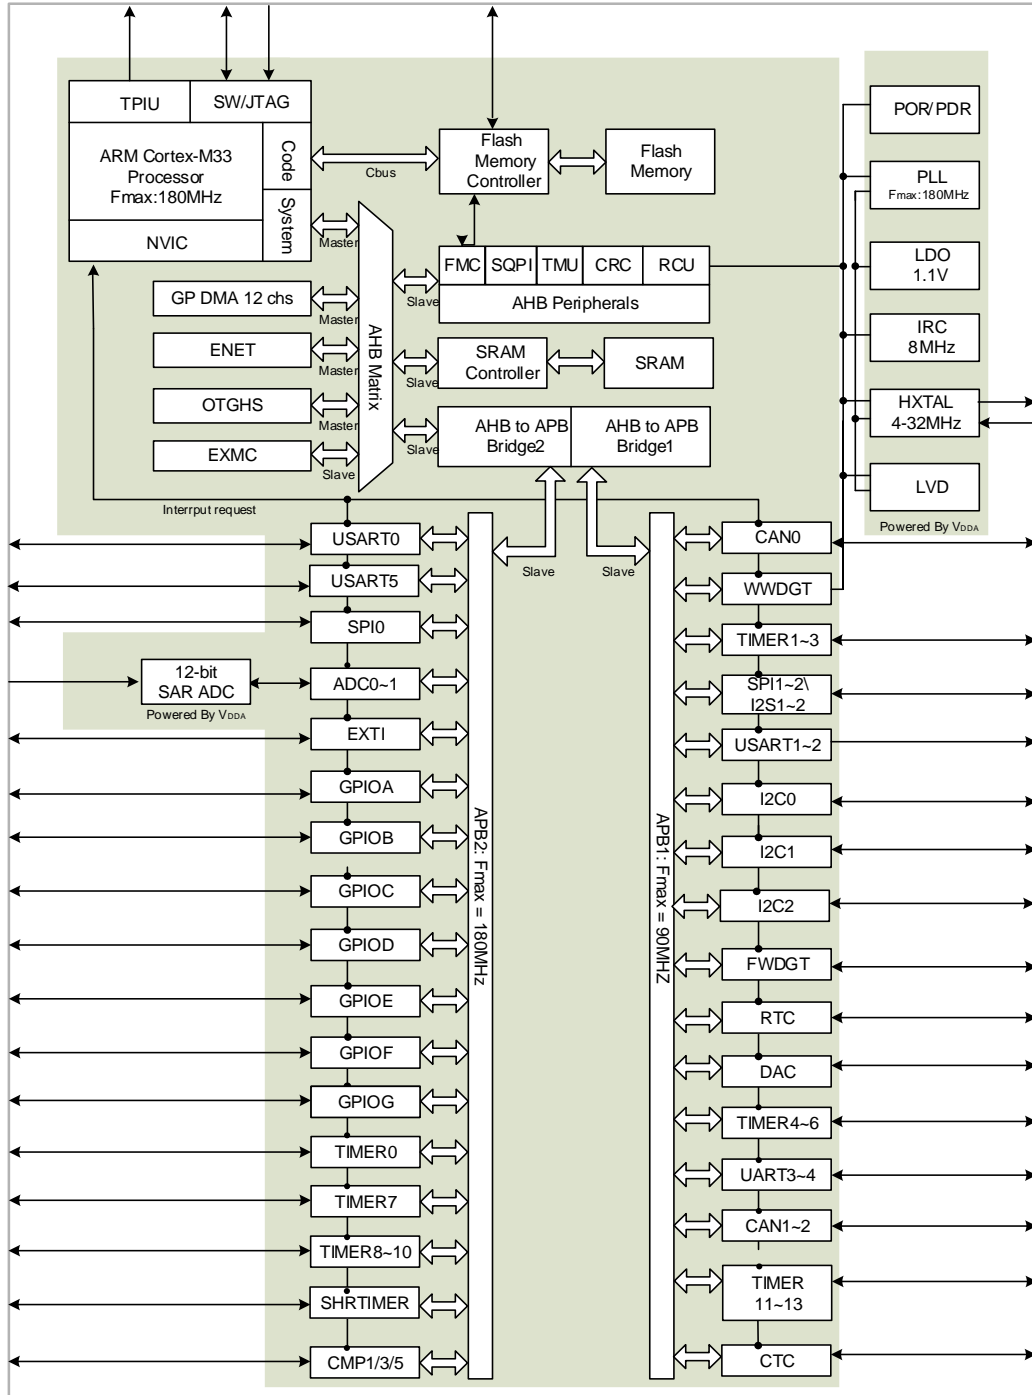 TPIU
SW/JTAG
ARM Cortex-M33
Processor
Fmax:180MHz
Code
System
NVIC
Cbus
Flash
Memory
Controller
Flash
Memory
POR/PDR
PLL
Fmax:180MHz
LDO
1.1V
IRC
8MHz
HXTAL
4-32MHz
LVD
Powered By VDDA
Master
FMC
SQPI
TMU
CRC
RCU
AHB Peripherals
Slave
GP DMA 12 chs
Master
ENET
Master
OTGHS
Master
EXMC
Slave
AHB Matrix
SRAM
Controller
SRAM
Slave
AHB to APB
Bridge2
AHB to APB
Bridge1
Slave
Interrput request
Slave
Slave
USART0
USART5
SPI0
12-bit
SAR ADC
Powered By VDDA
ADC0~1
EXTI
GPIOA
GPIOB
GPIOC
GPIOD
GPIOE
GPIOF
GPIOG
TIMER0
TIMER7
TIMER8~10
SHRTIMER
CMP1/3/5
APB2: Fmax = 180MHz
APB1: Fmax = 90MHZ
CAN0
WWDGT
TIMER1~3
SPI1~2\
I2S1~2
USART1~2
I2C0
I2C1
I2C2
FWDGT
RTC
DAC
TIMER4~6
UART3~4
CAN1~2
TIMER
11~13
CTC